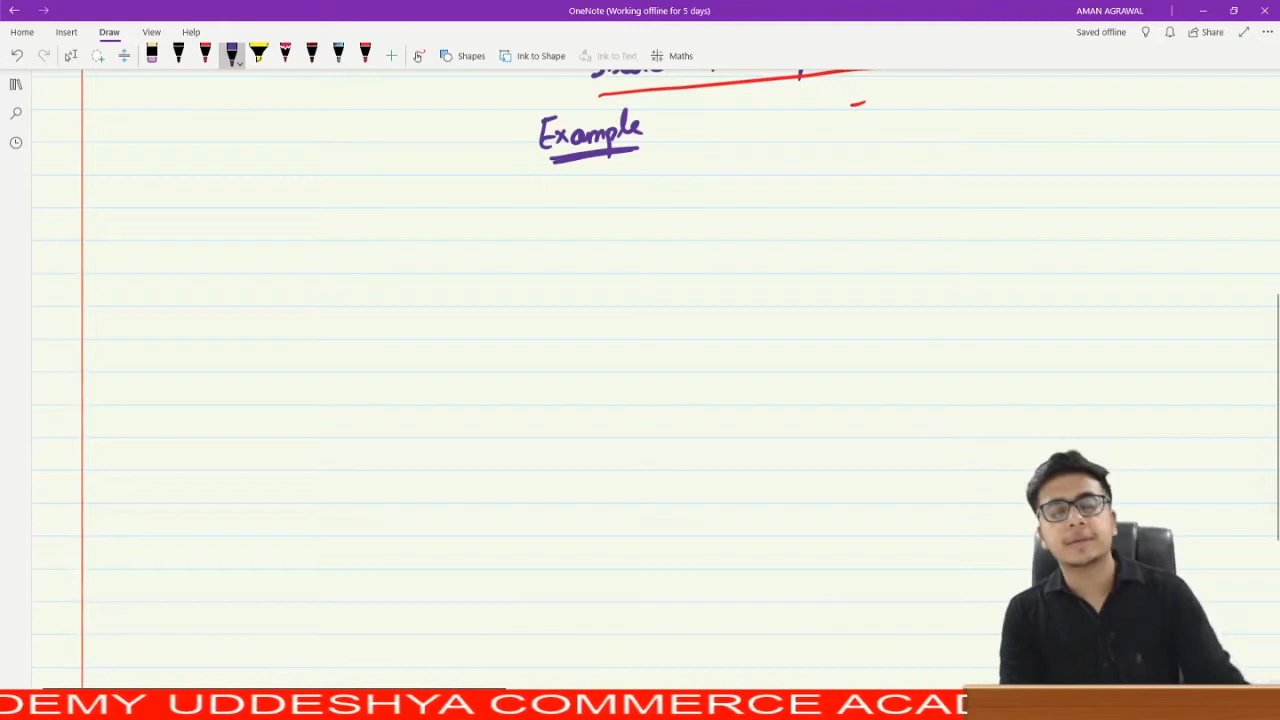 OneNote (Working offline for 5 days)
AMAN AGRAWAL
Home Insert Draw View Help
Saved offline
Share
Shapes
Ink to Shape
Ink to Text
Maths
Example
DEMY UDDESHYA COMMERCE ACAD